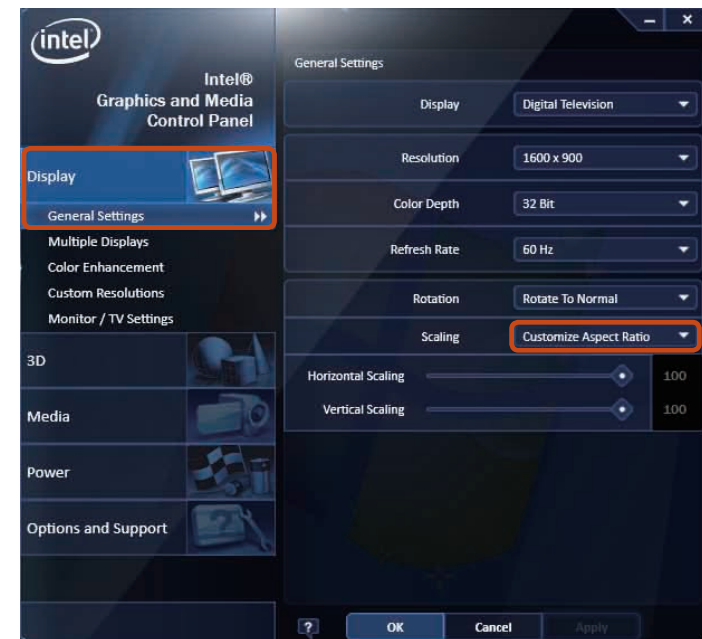 intel
Intel®
Graphics and Media
Control Panel
Display
General Settings
Multiple Displays
Color Enhancement
Custom Resolutions
Monitor / TV Settings
3D
Media
Power
Options and Support
General Settings
Display Digital Television
Resolution 1600 x 900
Color Depth 32 Bit
Refresh Rate 60 Hz
Rotation Rotate To Normal
Scaling Customize Aspect Ratio
Horizontal Scaling 100
Vertical Scaling 100
? OK Cancel Apply